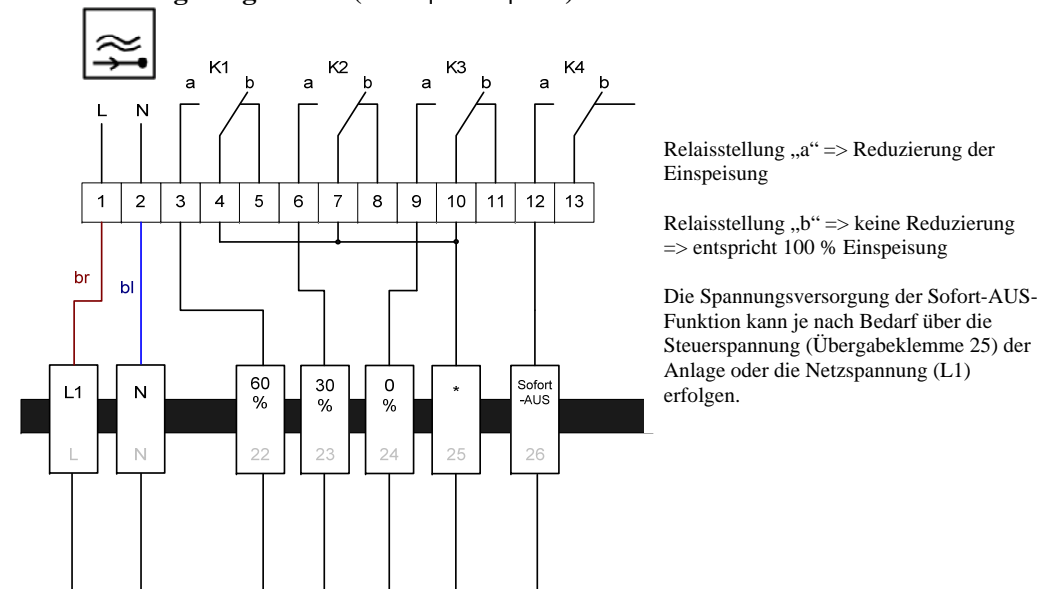 K1 K2 K3 K4
a b a b a b a b
L N
1 2 3 4 5 6 7 8 9 10 11 12 13
br
bl
L1 N 60 % 30 % 0 % * Sofort -AUS
L N 22 23 24 25 26
Relaisstellung „a“ => Reduzierung der
Einspeisung
Relaisstellung „b“ => keine Reduzierung
=> entspricht 100 % Einspeisung
Die Spannungsversorgung der Sofort-AUS-
Funktion kann je nach Bedarf über die
Steuerspannung (Übergabeklemme 25) der
Anlage oder die Netzspannung (L1)
erfolgen.